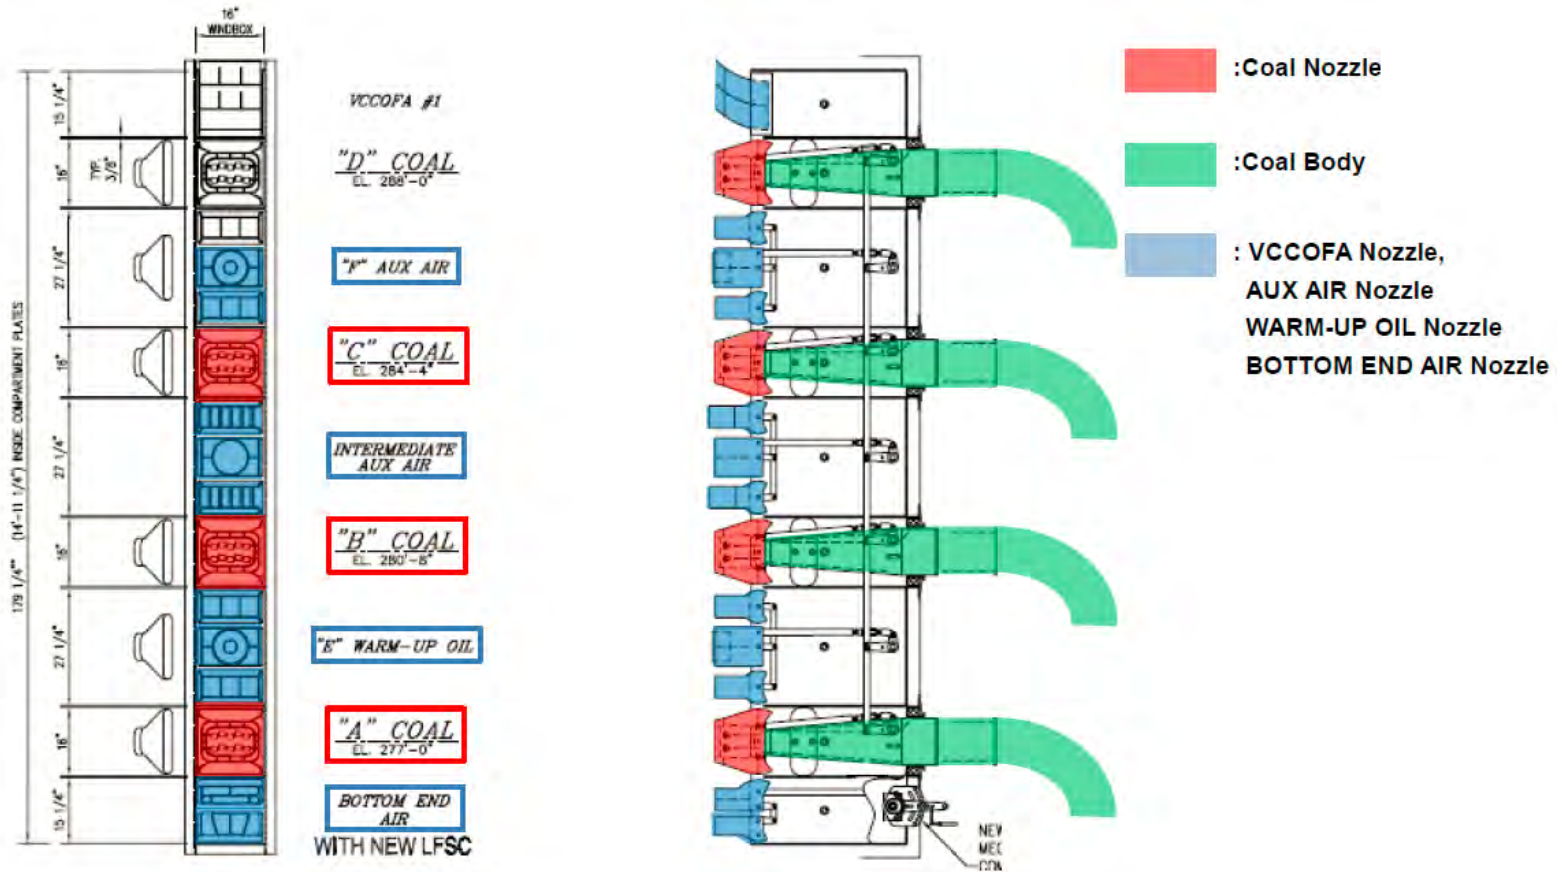 16"
WINDBOX
VCCOFA #1
15 1/4"
TYP.
3/8"
16"
"D" COAL
EL. 288'-0"
27 1/4"
"F" AUX AIR
16"
"C" COAL
EL. 284'-4"
179 1/4" (14'-11 1/4") INSIDE COMPARTMENT PLATES
27 1/4"
INTERMEDIATE
AUX AIR
16"
"B" COAL
EL. 280'-8"
27 1/4"
"E" WARM-UP OIL
16"
"A" COAL
EL. 277'-0"
15 1/4"
BOTTOM END
AIR
WITH NEW LFSC
:Coal Nozzle
:Coal Body
: VCCOFA Nozzle,
AUX AIR Nozzle
WARM-UP OIL Nozzle
BOTTOM END AIR Nozzle
NEW